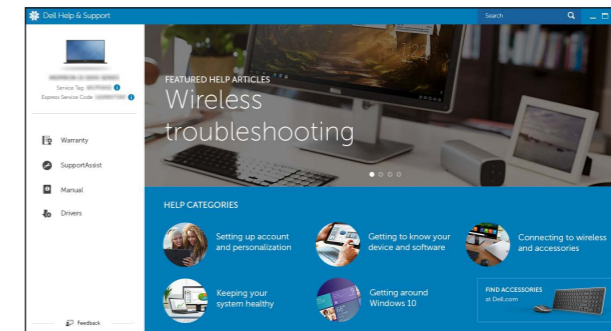 Dell Help & Support
Search
Service Tag:
Express Service Code:
Warranty
SupportAssist
Manual
Drivers
Feedback
FEATURED HELP ARTICLES
Wireless
troubleshooting
HELP CATEGORIES
Setting up account
and personalization
Getting to know your
device and software
Connecting to wireless
and accessories
Keeping your
system healthy
Getting around
Windows 10
FIND ACCESSORIES
at Dell.com